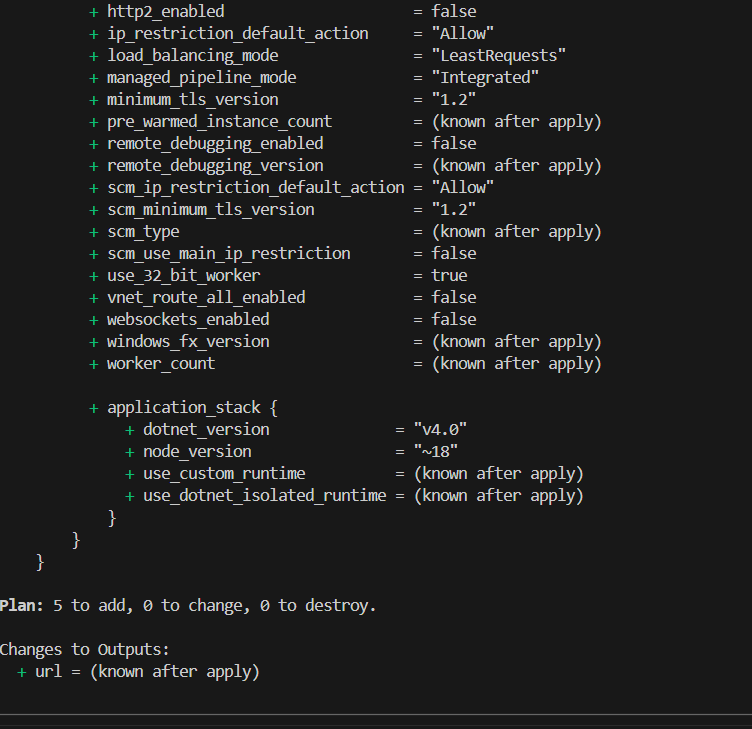 + http2_enabled = false
+ ip_restriction_default_action = "Allow"
+ load_balancing_mode = "LeastRequests"
+ managed_pipeline_mode = "Integrated"
+ minimum_tls_version = "1.2"
+ pre_warmed_instance_count = (known after apply)
+ remote_debugging_enabled = false
+ remote_debugging_version = (known after apply)
+ scm_ip_restriction_default_action = "Allow"
+ scm_minimum_tls_version = "1.2"
+ scm_type = (known after apply)
+ scm_use_main_ip_restriction = false
+ use_32_bit_worker = true
+ vnet_route_all_enabled = false
+ websockets_enabled = false
+ windows_fx_version = (known after apply)
+ worker_count = (known after apply)
+ application_stack {
+ dotnet_version = "v4.0"
+ node_version = "~18"
+ use_custom_runtime = (known after apply)
+ use_dotnet_isolated_runtime = (known after apply)
}
}
}
Plan: 5 to add, 0 to change, 0 to destroy.
Changes to Outputs:
+ url = (known after apply)